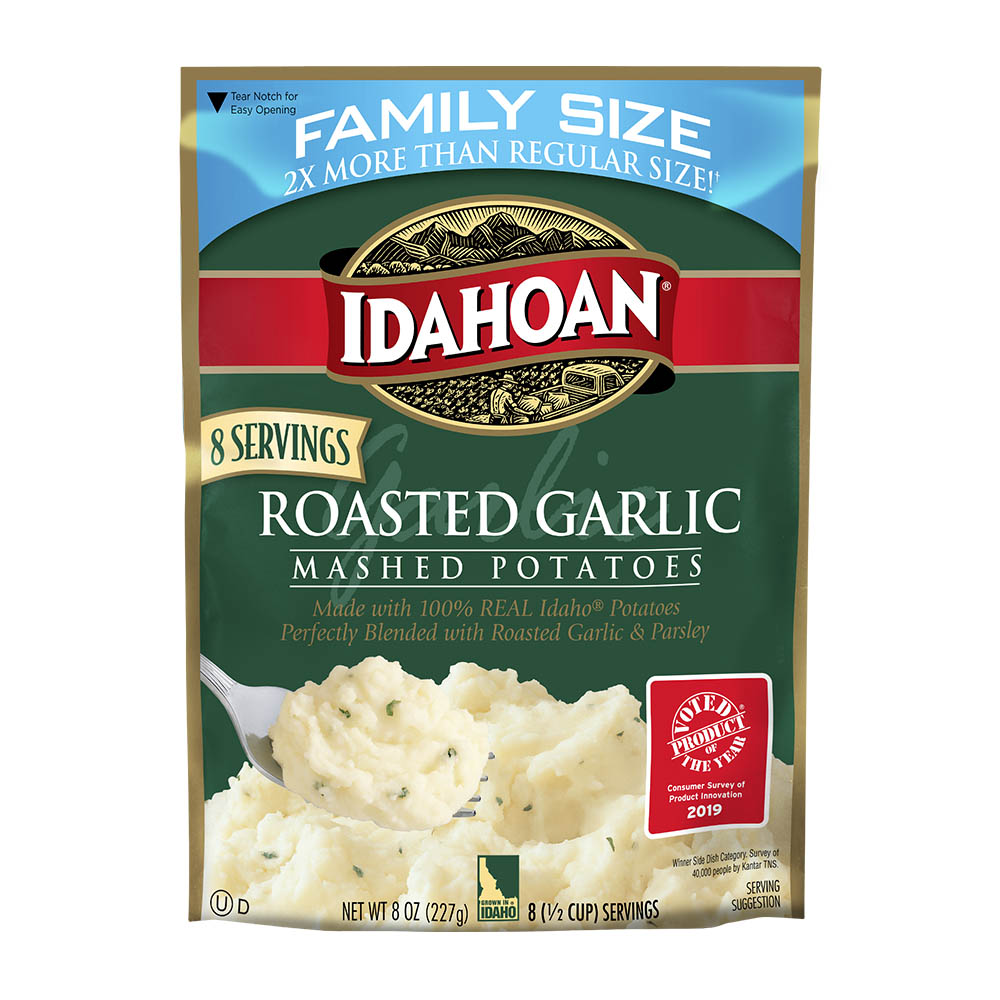 Tear Notch for
Easy Opening
FAMILY SIZE
2X MORE THAN REGULAR SIZE!†
IDAHOAN®
8 SERVINGS
Garlic
ROASTED GARLIC
MASHED POTATOES
Made with 100% REAL Idaho® Potatoes
Perfectly Blended with Roasted Garlic & Parsley
VOTED
PRODUCT®
OF
THE YEAR
Consumer Survey of
Product Innovation
2019
Winner Side Dish Category. Survey of
40,000 people by Kantar TNS.
SERVING
SUGGESTION
GROWN IN
IDAHO®
U D
NET WT 8 OZ (227g)
8 (1/2 CUP) SERVINGS